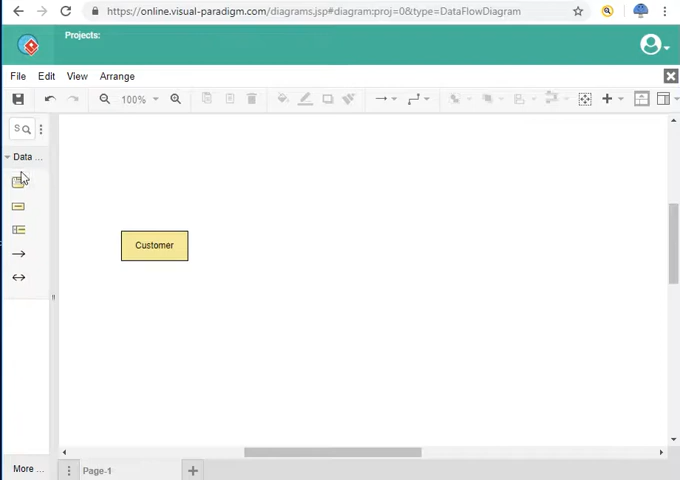 https://online.visual-paradigm.com/diagrams.jsp#diagram:proj=0&type=DataFlowDiagram
Projects:
File Edit View Arrange
100%
S
Data ...
Customer
More ...
Page-1